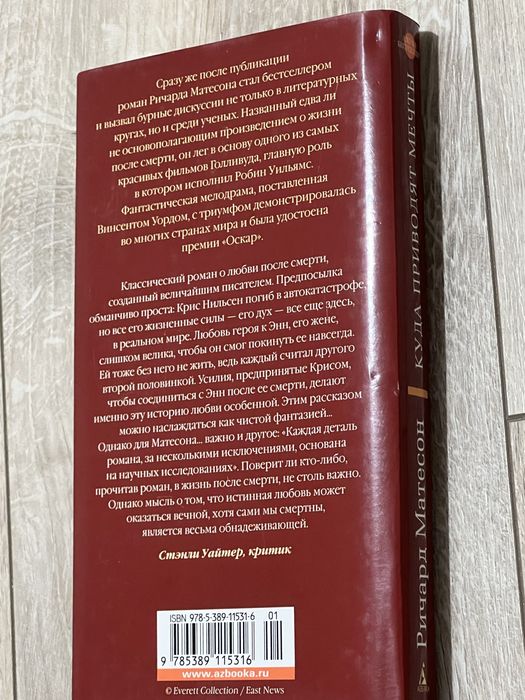 Сразу же после публикации
роман Ричарда Матесона стал бестселлером
и вызвал бурные дискуссии не только в литературных
кругах, но и среди ученых. Названный едва ли
не основополагающим произведением о жизни
после смерти, он лег в основу одного из самых
красивых фильмов Голливуда, главную роль
в котором исполнил Робин Уильямс.
Фантастическая мелодрама, поставленная
Винсентом Уордом, с триумфом демонстрировалась
во многих странах мира и была удостоена
премии «Оскар».
Классический роман о любви после смерти,
созданный величайшим писателем. Предпосылка
обманчиво проста: Крис Нильсен погиб в автокатастрофе,
но все его жизненные силы — его дух — все еще здесь,
в реальном мире. Любовь героя к Энн, его жене,
слишком велика, чтобы он смог покинуть ее навсегда.
Ей тоже без него не жить, ведь каждый считал другого
второй половинкой. Усилия, предпринятые Крисом,
чтобы соединиться с Энн после ее смерти, делают
именно эту историю любви особенной. Этим рассказом
можно наслаждаться как чистой фантазией...
Однако для Матесона... важно и другое: «Каждая деталь
романа, за несколькими исключениями, основана
на научных исследованиях». Поверит ли кто-либо,
прочитав роман, в жизнь после смерти, не столь важно.
Однако мысль о том, что истинная любовь может
оказаться вечной, хотя сами мы смертны,
является весьма обнадеживающей.
Стэнли Уайтер, критик
ISBN 978-5-389-11531-6 01
9 785389 115316
www.azbooka.ru
© Everett Collection / East News
Ричард Матесон | КУДА ПРИВОДЯТ МЕЧТЫ